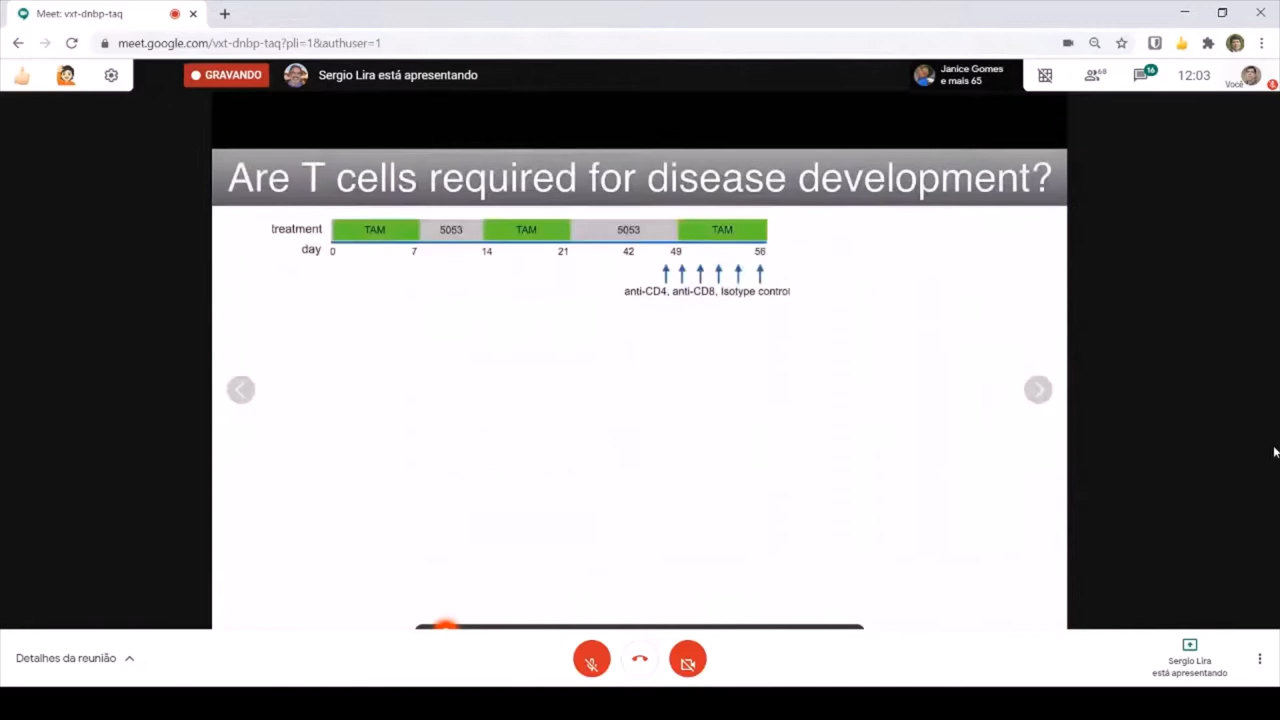 Meet: vxt-dnbp-taq
meet.google.com/vxt-dnbp-taq?pli=1&authuser=1
GRAVANDO
Sergio Lira está apresentando
Janice Gomes
e mais 65
68
16
12:03
Você
Are T cells required for disease development?
treatment TAM 5053 TAM 5053 TAM
day 0 7 14 21 42 49 56
anti-CD4, anti-CD8, Isotype control
Detalhes da reunião
Sergio Lira
está apresentando